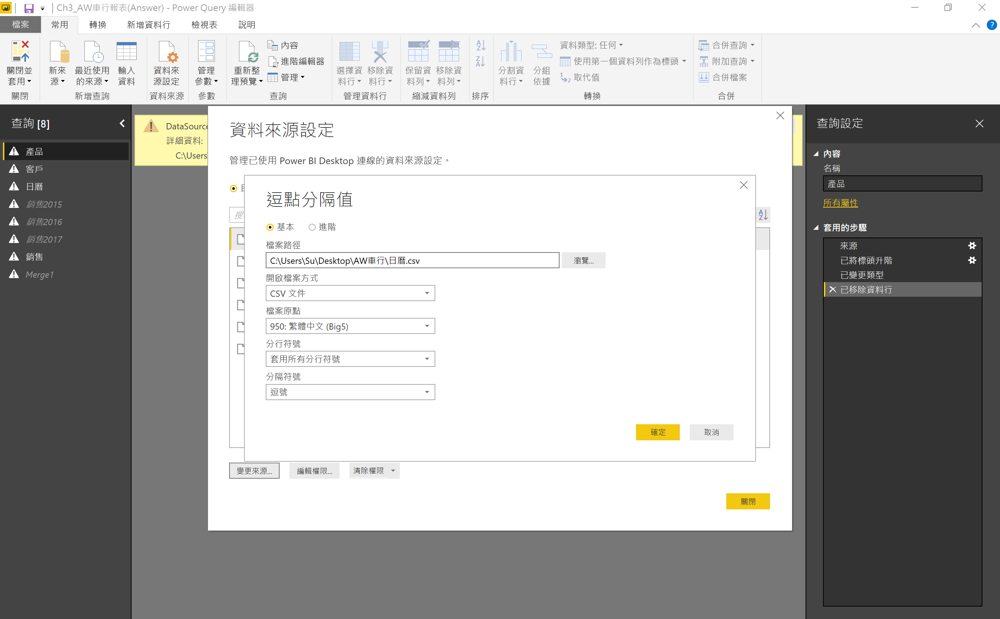 Ch3_AW車行報表(Answer) - Power Query 編輯器
檔案 常用 轉換 新增資料行 檢視表 說明
關閉並套用
關閉
新來源 最近使用的來源 輸入資料
新增查詢
資料來源設定
資料來源
管理參數
參數
重新整理預覽
內容
進階編輯器
管理
查詢
選擇資料行 移除資料行
管理資料行
保留資料列 移除資料列
縮減資料列
排序
分割資料行 分組依據
資料類型: 任何
使用第一個資料列作為標頭
取代值
轉換
合併查詢
附加查詢
合併檔案
合併
查詢 [8]
產品
客戶
日曆
銷售2015
銷售2016
銷售2017
銷售
Merge1
DataSource
詳細資料:
C:\Users\
資料來源設定
管理已使用 Power BI Desktop 連線的資料來源設定。
搜
逗點分隔值
基本 進階
檔案路徑
C:\Users\Su\Desktop\AW車行\日曆.csv
瀏覽...
開啟檔案方式
CSV 文件
檔案原點
950: 繁體中文 (Big5)
分行符號
套用所有分行符號
分隔符號
逗號
確定 取消
變更來源... 編輯權限... 清除權限
關閉
查詢設定
內容
名稱
產品
所有屬性
套用的步驟
來源
已將標頭升階
已變更類型
已移除資料行